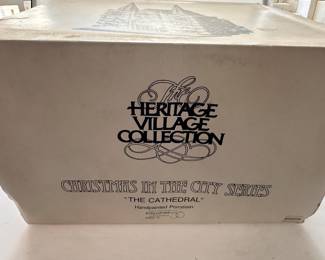 The
HERITAGE
VILLAGE
COLLECTION
CHRISTMAS IN THE CITY SERIES
"THE CATHEDRAL"
Handpainted Porcelain